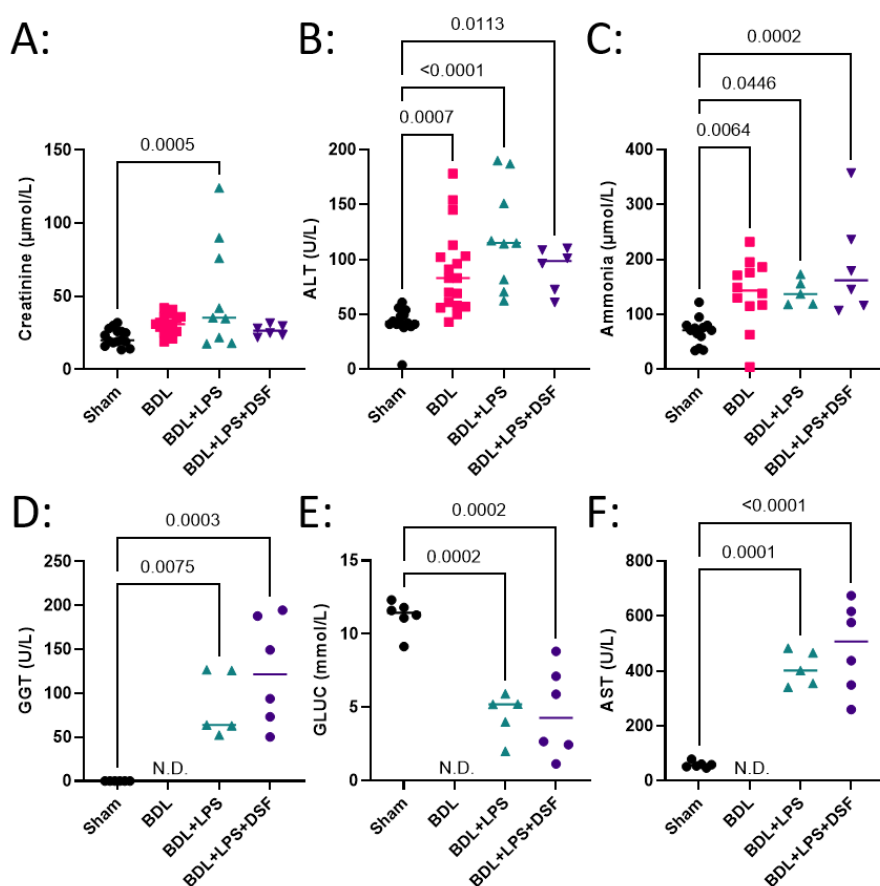 A:
0.0005
Creatinine (µmol/L)
150
100
50
0
Sham
BDL
BDL+LPS
BDL+LPS+DSF
B:
0.0113
<0.0001
0.0007
ALT (U/L)
200
150
100
50
0
Sham
BDL
BDL+LPS
BDL+LPS+DSF
C:
0.0002
0.0446
0.0064
Ammonia (µmol/L)
400
300
200
100
0
Sham
BDL
BDL+LPS
BDL+LPS+DSF
D:
0.0003
0.0075
GGT (U/L)
250
200
150
100
50
0
N.D.
Sham
BDL
BDL+LPS
BDL+LPS+DSF
E:
0.0002
0.0002
GLUC (mmol/L)
15
10
5
0
N.D.
Sham
BDL
BDL+LPS
BDL+LPS+DSF
F:
<0.0001
0.0001
AST (U/L)
800
600
400
200
0
N.D.
Sham
BDL
BDL+LPS
BDL+LPS+DSF